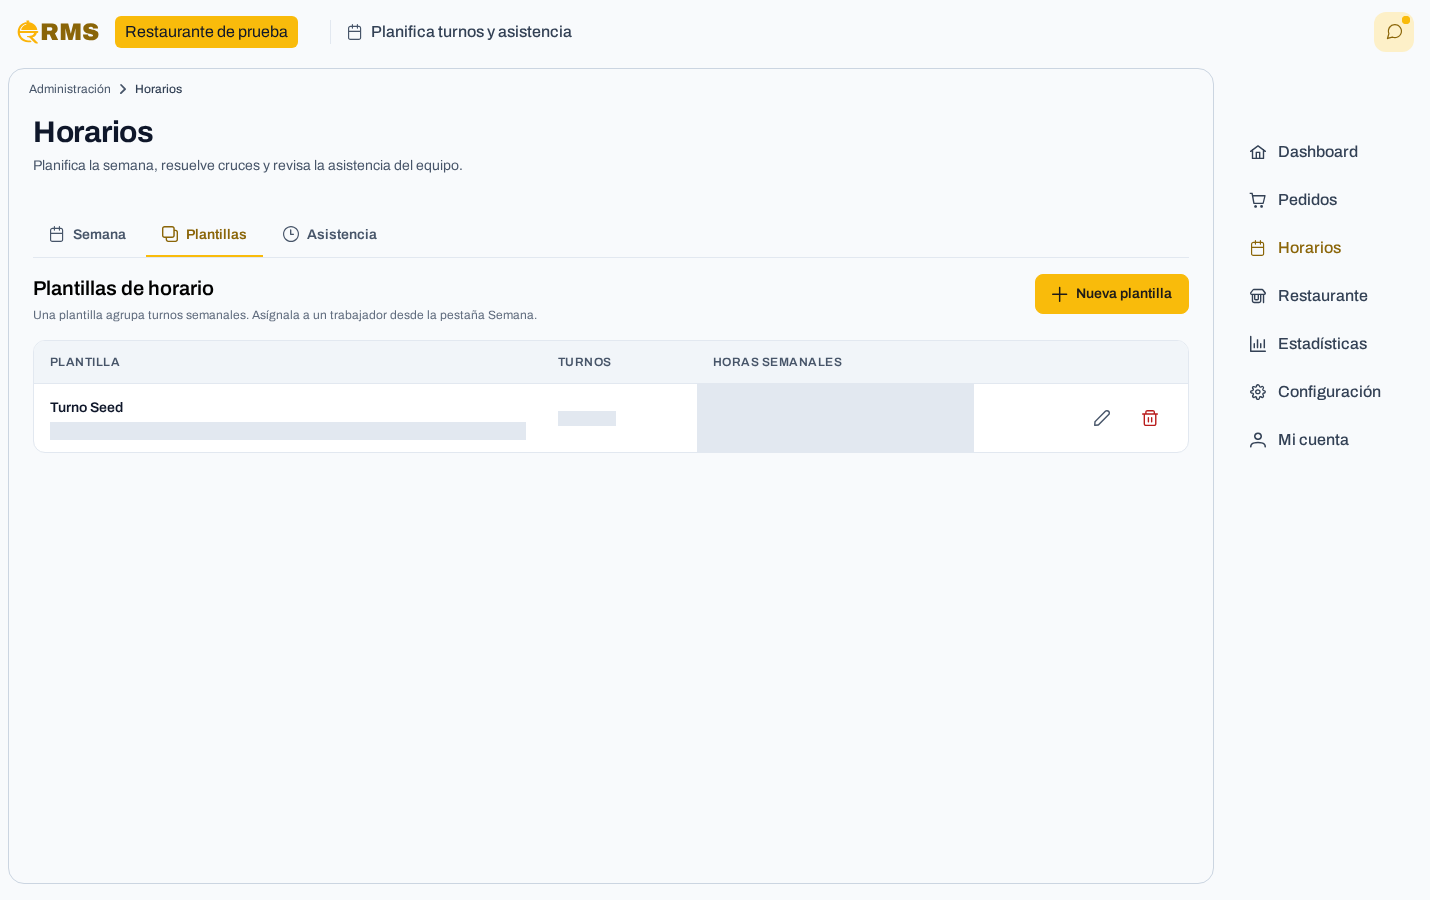 RMS
Restaurante de prueba
Planifica turnos y asistencia
Administración > Horarios
Horarios
Planifica la semana, resuelve cruces y revisa la asistencia del equipo.
Semana
Plantillas
Asistencia
Plantillas de horario
Una plantilla agrupa turnos semanales. Asígnala a un trabajador desde la pestaña Semana.
Nueva plantilla
PLANTILLA
TURNOS
HORAS SEMANALES
Turno Seed
Dashboard
Pedidos
Horarios
Restaurante
Estadísticas
Configuración
Mi cuenta